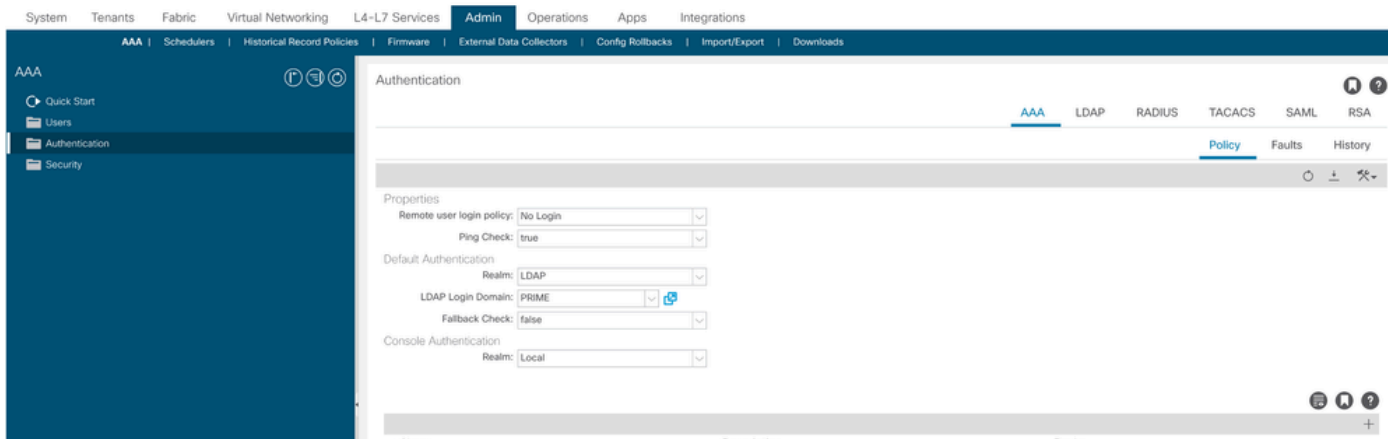 System Tenants Fabric Virtual Networking L4-L7 Services Admin Operations Apps Integrations
AAA | Schedulers | Historical Record Policies | Firmware | External Data Collectors | Config Rollbacks | Import/Export | Downloads
AAA
Quick Start
Users
Authentication
Security
Authentication
AAA LDAP RADIUS TACACS SAML RSA
Policy Faults History
Properties
Remote user login policy: No Login
Ping Check: true
Default Authentication
Realm: LDAP
LDAP Login Domain: PRIME
Fallback Check: false
Console Authentication
Realm: Local